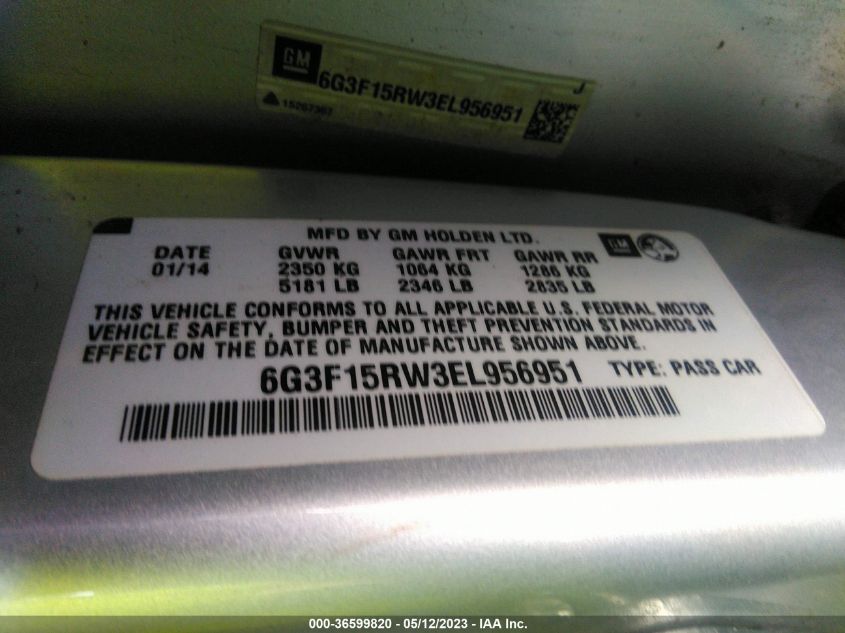 GM
6G3F15RW3EL956951
J
15267367
MFD BY GM HOLDEN LTD.
GM
DATE GVWR GAWR FRT GAWR RR
01/14 2350 KG 1064 KG 1286 KG
5181 LB 2346 LB 2835 LB
THIS VEHICLE CONFORMS TO ALL APPLICABLE U.S. FEDERAL MOTOR
VEHICLE SAFETY, BUMPER AND THEFT PREVENTION STANDARDS IN
EFFECT ON THE DATE OF MANUFACTURE SHOWN ABOVE.
6G3F15RW3EL956951 TYPE: PASS CAR
000-36599820 - 05/12/2023 - IAA Inc.